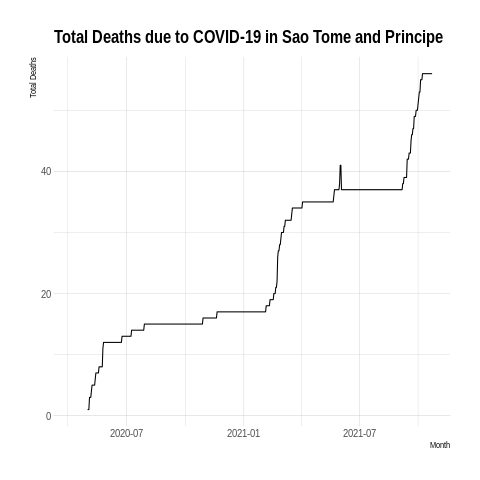 Total Deaths due to COVID-19 in Sao Tome and Principe
Total Deaths
40
20
0
2020-07
2021-01
2021-07
Month